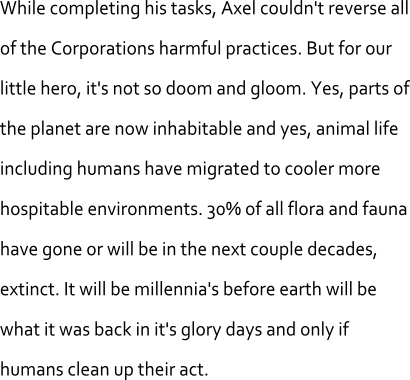 While completing his tasks, Axel couldn't reverse all
of the Corporations harmful practices. But for our
little hero, it's not so doom and gloom. Yes, parts of
the planet are now inhabitable and yes, animal life
including humans have migrated to cooler more
hospitable environments. 30% of all flora and fauna
have gone or will be in the next couple decades,
extinct. It will be millennia's before earth will be
what it was back in it's glory days and only if
humans clean up their act.